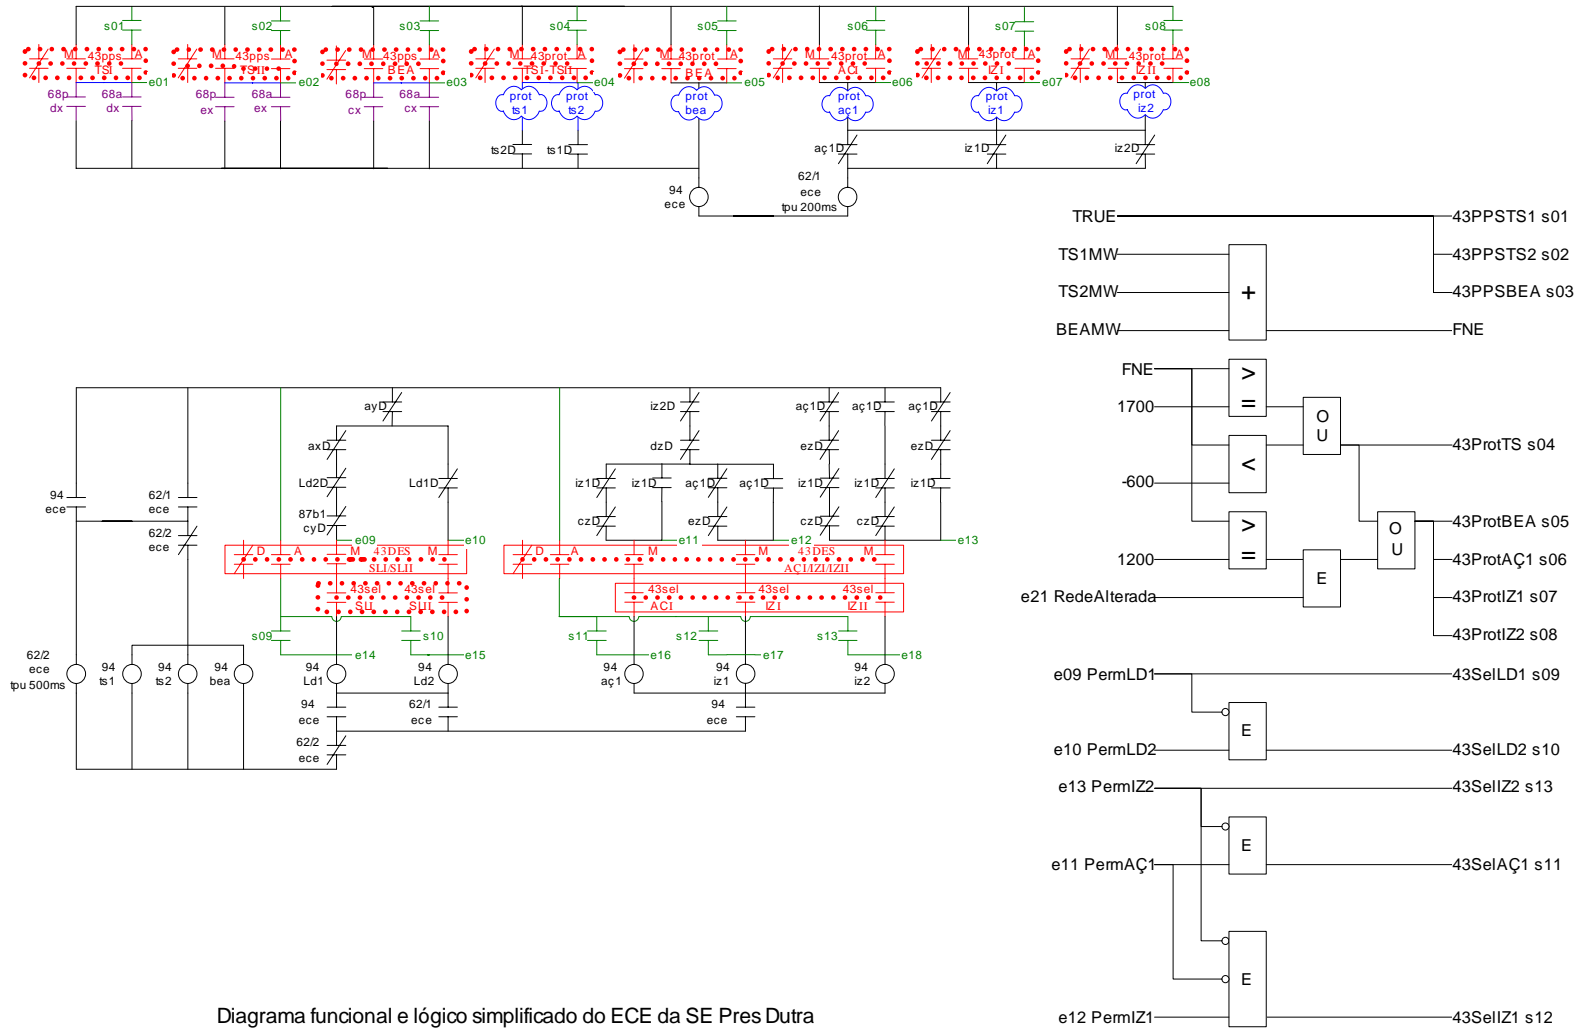 s01 s02 s03 s04 s05 s06 s07 s08
M 43pps A M 43pps A M 43pps A M 43prot A M 43prot A M 43prot A M 43prot A M 43prot A
TSI TSII BEA TSI-TSII BEA ACI IZI IZII
e01 e02 e03 e04 e05 e06 e07 e08
68p 68a 68p 68a 68p 68a prot prot prot prot prot prot
dx dx ex ex cx cx ts1 ts2 bea aç1 iz1 iz2
ts2D ts1D aç1D iz1D iz2D
94 62/1
ece ece
tpu 200ms
TRUE 43PPSTS1 s01
TS1MW 43PPSTS2 s02
TS2MW + 43PPSBEA s03
BEAMW FNE
FNE >
1700 = O
U
43ProtTS s04
<
-600
> O
U
43ProtBEA s05
1200 = 43ProtAÇ1 s06
e21 RedeAlterada E 43ProtIZ1 s07
43ProtIZ2 s08
ayD iz2D aç1D aç1D aç1D
axD dzD ezD ezD
Ld2D Ld1D iz1D iz1D aç1D aç1D iz1D iz1D iz1D
94 62/1
ece ece
87b1
cyD czD ezD czD czD
62/2
ece
e09 e10 e11 e12 e13
D A M 43DES M D A M M 43DES M
SLI/SLII AÇI/IZI/IZII
43sel 43sel 43sel 43sel
SLI SLII ACI IZI IZII
s09 s10 s11 s12 s13
e14 e15 e16 e17 e18
62/2 94 94 94 94 94 94 94 94
ece ts1 ts2 bea Ld1 Ld2 aç1 iz1 iz2
tpu 500ms
94 62/1 94
ece ece ece
62/2
ece
e09 PermLD1 43SelLD1 s09
E
e10 PermLD2 43SelLD2 s10
e13 PermIZ2 43SelIZ2 s13
E
e11 PermAÇ1 43SelAÇ1 s11
E
e12 PermIZ1 43SelIZ1 s12
Diagrama funcional e lógico simplificado do ECE da SE Pres Dutra